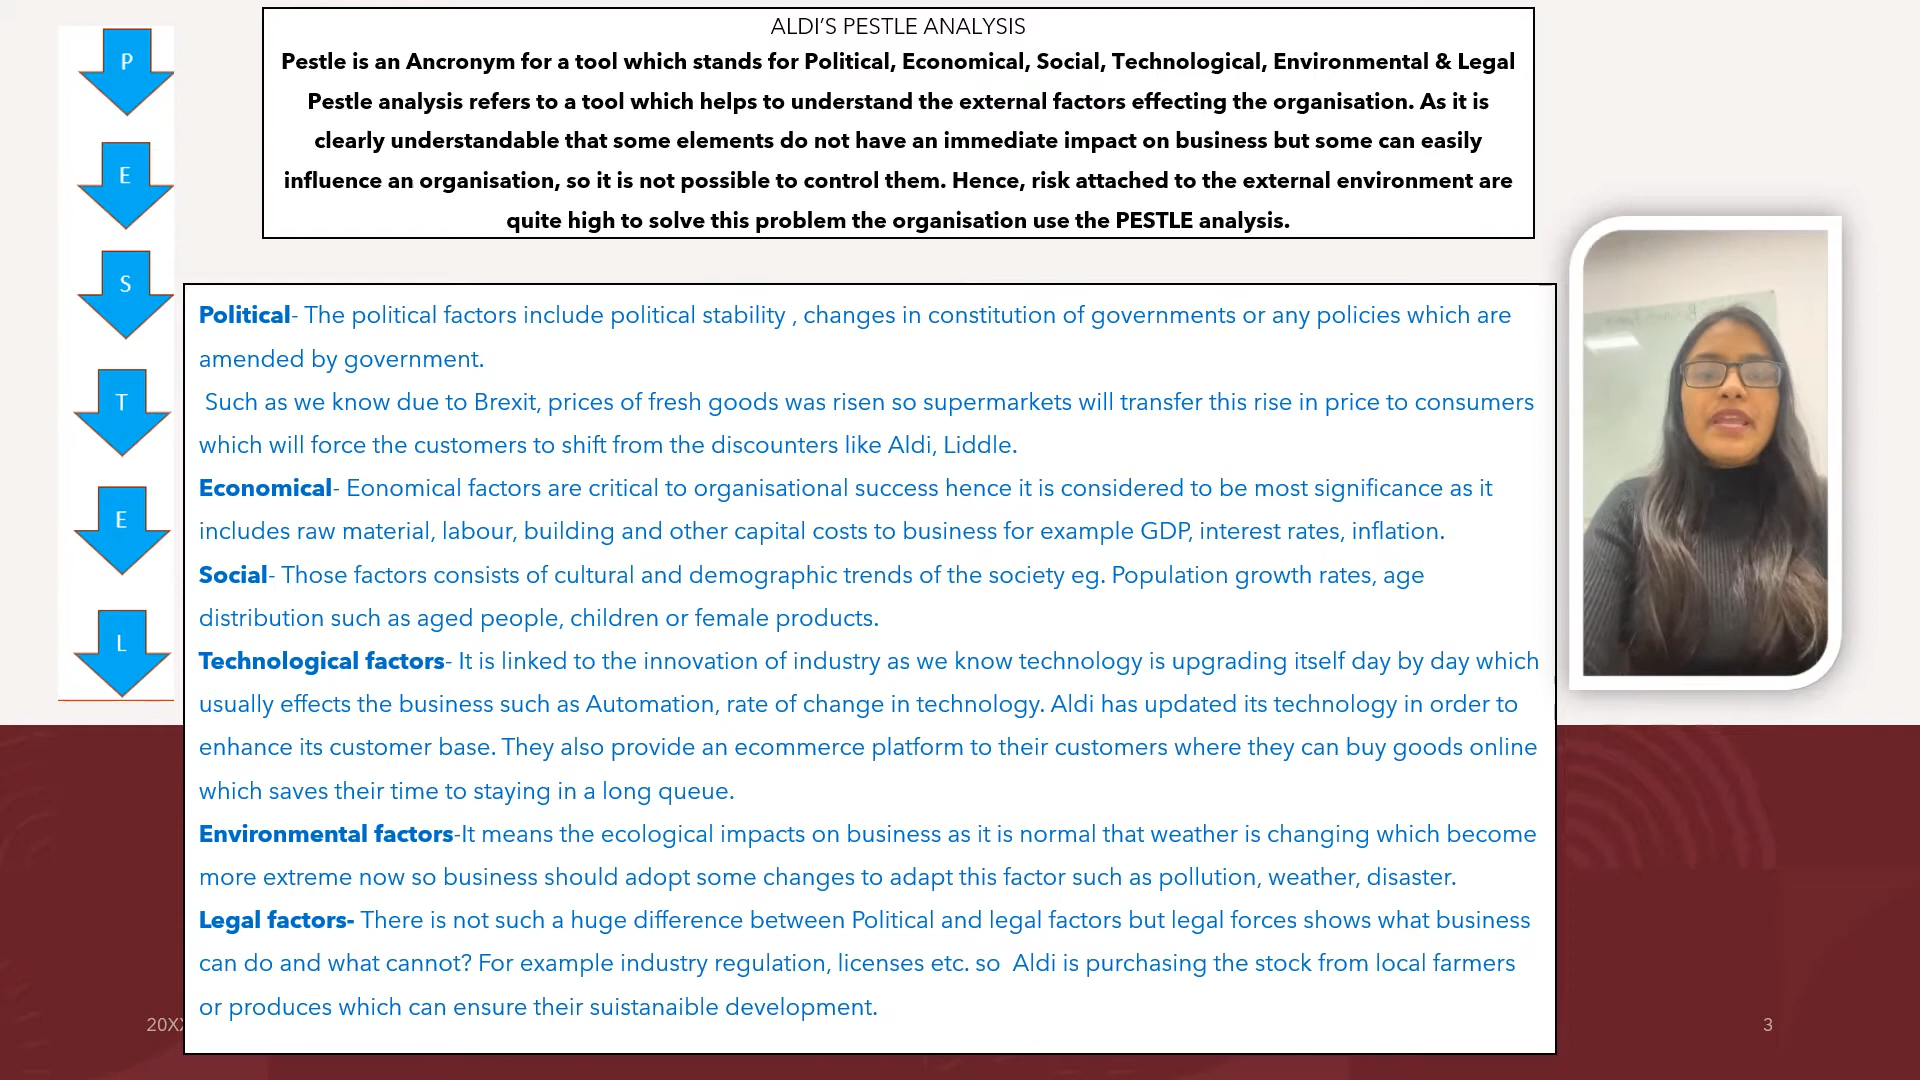 P
E
S
T
E
L
ALDI'S PESTLE ANALYSIS
Pestle is an Ancronym for a tool which stands for Political, Economical, Social, Technological, Environmental & Legal
Pestle analysis refers to a tool which helps to understand the external factors effecting the organisation. As it is
clearly understandable that some elements do not have an immediate impact on business but some can easily
influence an organisation, so it is not possible to control them. Hence, risk attached to the external environment are
quite high to solve this problem the organisation use the PESTLE analysis.
Political- The political factors include political stability , changes in constitution of governments or any policies which are
amended by government.
Such as we know due to Brexit, prices of fresh goods was risen so supermarkets will transfer this rise in price to consumers
which will force the customers to shift from the discounters like Aldi, Liddle.
Economical- Eonomical factors are critical to organisational success hence it is considered to be most significance as it
includes raw material, labour, building and other capital costs to business for example GDP, interest rates, inflation.
Social- Those factors consists of cultural and demographic trends of the society eg. Population growth rates, age
distribution such as aged people, children or female products.
Technological factors- It is linked to the innovation of industry as we know technology is upgrading itself day by day which
usually effects the business such as Automation, rate of change in technology. Aldi has updated its technology in order to
enhance its customer base. They also provide an ecommerce platform to their customers where they can buy goods online
which saves their time to staying in a long queue.
Environmental factors-It means the ecological impacts on business as it is normal that weather is changing which become
more extreme now so business should adopt some changes to adapt this factor such as pollution, weather, disaster.
Legal factors- There is not such a huge difference between Political and legal factors but legal forces shows what business
can do and what cannot? For example industry regulation, licenses etc. so  Aldi is purchasing the stock from local farmers
or produces which can ensure their suistanaible development.
20XX
3